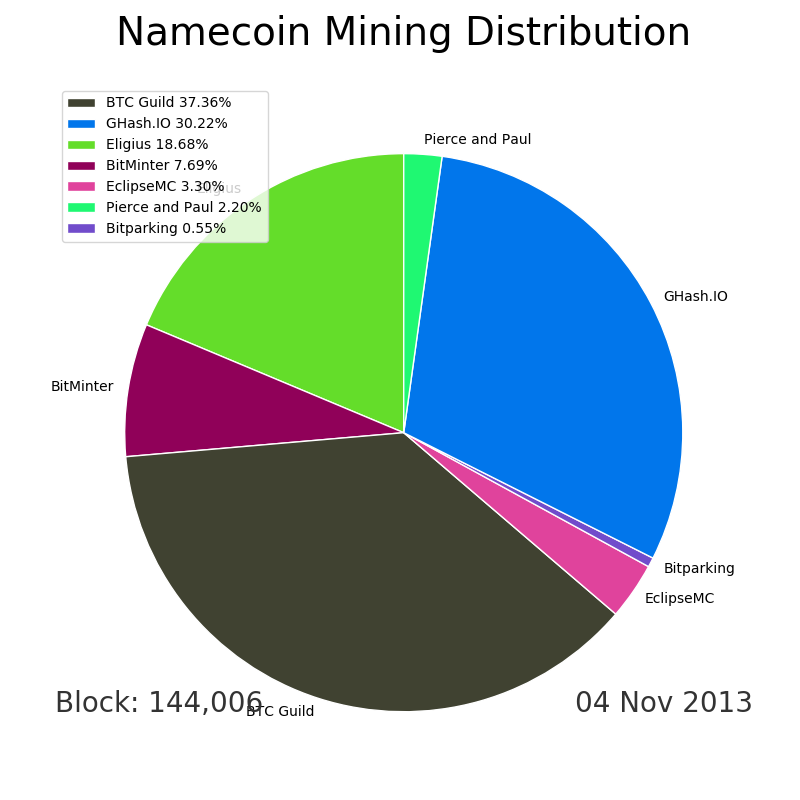 Namecoin Mining Distribution
BTC Guild 37.36%
GHash.IO 30.22%
Eligius 18.68%
BitMinter 7.69%
EclipseMC 3.30%
Pierce and Paul 2.20%
Bitparking 0.55%
Pierce and Paul
Eligius
GHash.IO
BitMinter
Bitparking
EclipseMC
BTC Guild
Block: 144,006
04 Nov 2013